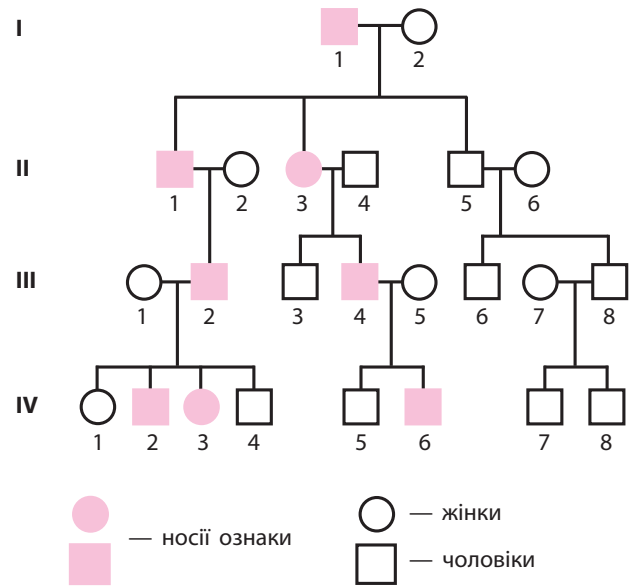 I
1 2
II
1 2 3 4 5 6
III
1 2 3 4 5 6 7 8
IV
1 2 3 4 5 6 7 8
— носії ознаки
— жінки
— чоловіки